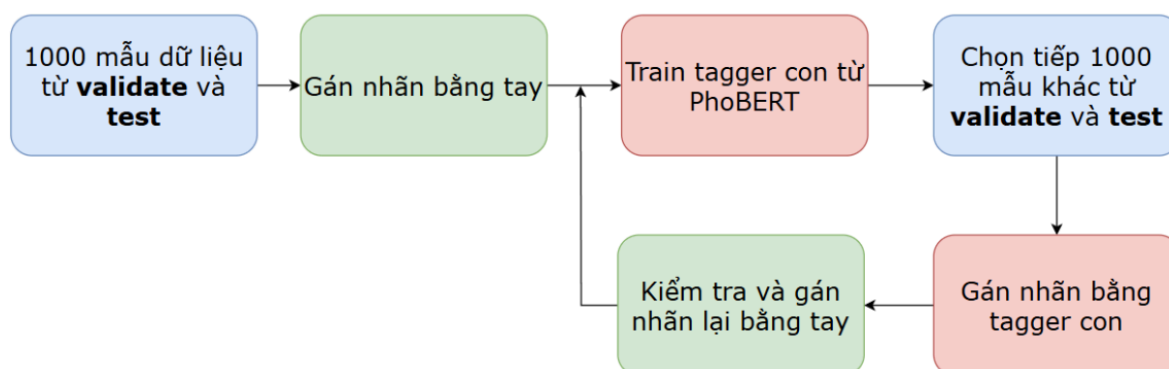 1000 mẫu dữ liệu
từ validate và
test
Gán nhãn bằng tay
Train tagger con từ
PhoBERT
Chọn tiếp 1000
mẫu khác từ
validate và test
Kiểm tra và gán
nhãn lại bằng tay
Gán nhãn bằng
tagger con